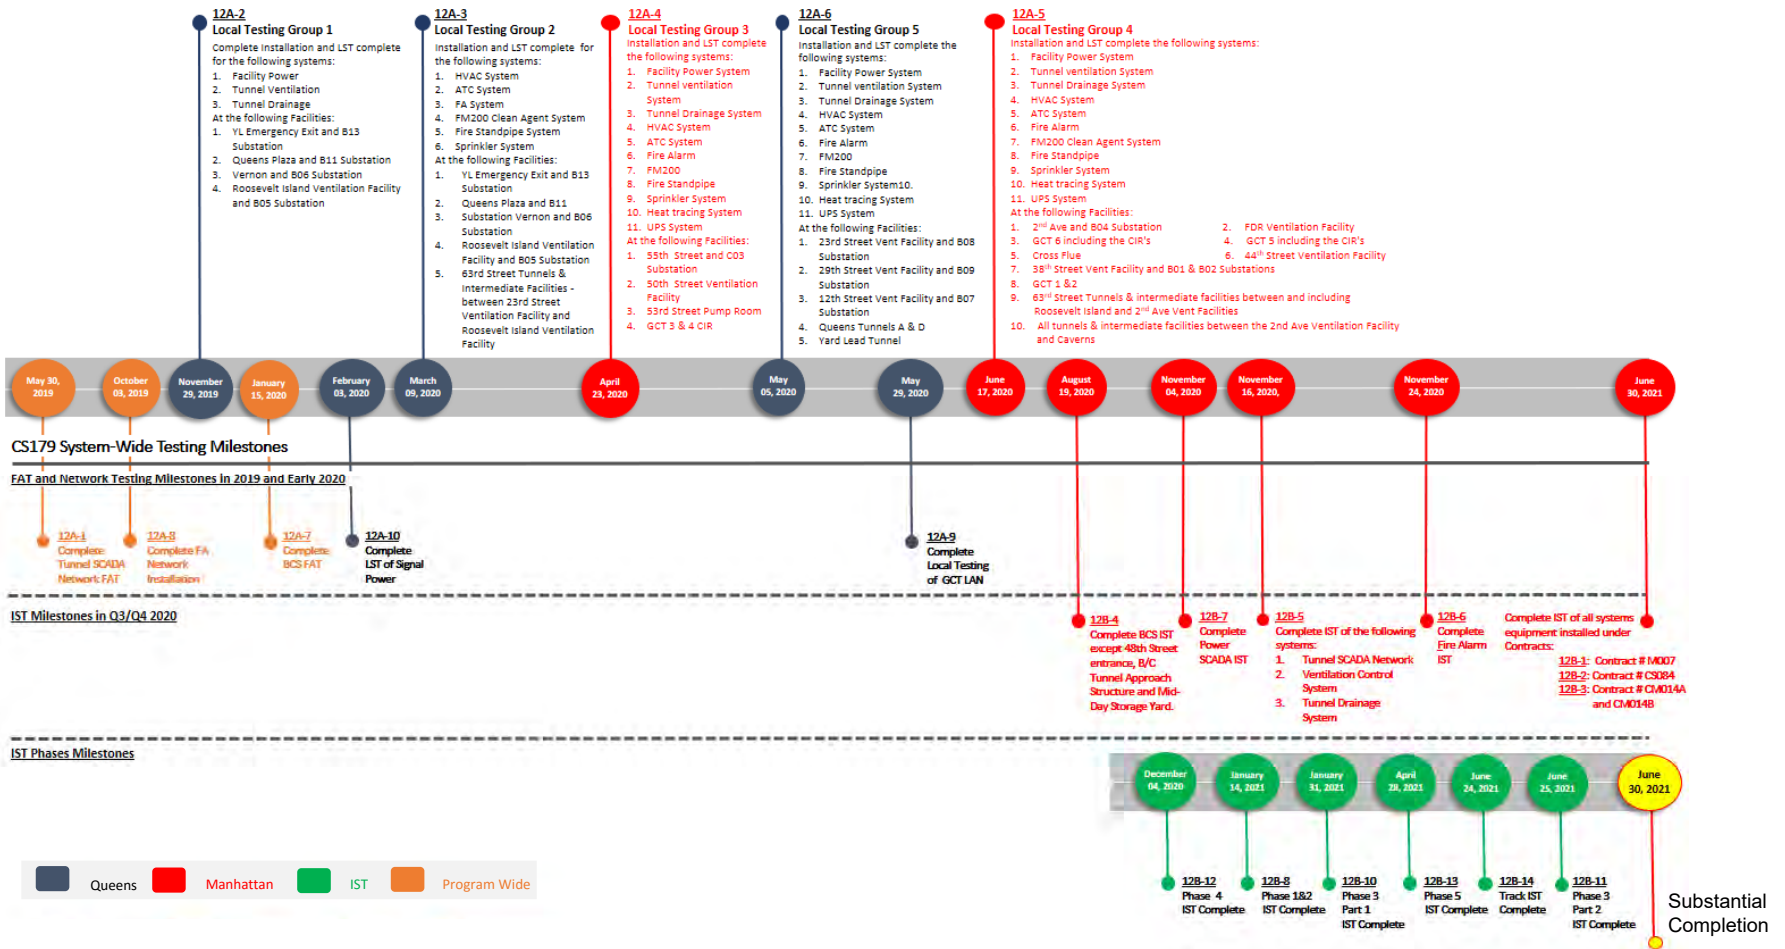 12A-2
Local Testing Group 1
Complete Installation and LST complete
for the following systems:
1. Facility Power
2. Tunnel Ventilation
3. Tunnel Drainage
At the following Facilities:
1. YL Emergency Exit and B13
Substation
2. Queens Plaza and B11 Substation
3. Vernon and B06 Substation
4. Roosevelt Island Ventilation Facility
and B05 Substation
12A-3
Local Testing Group 2
Installation and LST complete for
the following systems:
1. HVAC System
2. ATC System
3. FA System
4. FM200 Clean Agent System
5. Fire Standpipe System
6. Sprinkler System
At the following Facilities:
1. YL Emergency Exit and B13
Substation
2. Queens Plaza and B11
3. Substation Vernon and B06
Substation
4. Roosevelt Island Ventilation
Facility and B05 Substation
5. 63rd Street Tunnels &
Intermediate Facilities -
between 23rd Street
Ventilation Facility and
Roosevelt Island Ventilation
Facility
12A-4
Local Testing Group 3
Installation and LST complete
the following systems:
1. Facility Power System
2. Tunnel ventilation
System
3. Tunnel Drainage System
4. HVAC System
5. ATC System
6. Fire Alarm
7. FM200
8. Fire Standpipe
9. Sprinkler System
10. Heat tracing System
11. UPS System
At the following Facilities:
1. 55th Street and C03
Substation
2. 50th Street Ventilation
Facility
3. 53rd Street Pump Room
4. GCT 3 & 4 CIR
12A-6
Local Testing Group 5
Installation and LST complete the
following systems:
1. Facility Power System
2. Tunnel ventilation System
3. Tunnel Drainage System
4. HVAC System
5. ATC System
6. Fire Alarm
7. FM200
8. Fire Standpipe
9. Sprinkler System10.
10. Heat tracing System
11. UPS System
At the following Facilities:
1. 23rd Street Vent Facility and B08
Substation
2. 29th Street Vent Facility and B09
Substation
3. 12th Street Vent Facility and B07
Substation
4. Queens Tunnels A & D
5. Yard Lead Tunnel
12A-5
Local Testing Group 4
Installation and LST complete the following systems:
1. Facility Power System
2. Tunnel ventilation System
3. Tunnel Drainage System
4. HVAC System
5. ATC System
6. Fire Alarm
7. FM200 Clean Agent System
8. Fire Standpipe
9. Sprinkler System
10. Heat tracing System
11. UPS System
At the following Facilities:
1. 2nd Ave and B04 Substation 2. FDR Ventilation Facility
3. GCT 6 including the CIR's 4. GCT 5 including the CIR's
5. Cross Flue 6. 44th Street Ventilation Facility
7. 38th Street Vent Facility and B01 & B02 Substations
8. GCT 1 &2
9. 63rd Street Tunnels & intermediate facilities between and including
Roosevelt Island and 2nd Ave Vent Facilities
10. All tunnels & intermediate facilities between the 2nd Ave Ventilation Facility
and Caverns
May 30,
2019
October
03, 2019
November
29, 2019
January
15, 2020
February
03, 2020
March
09, 2020
April
23, 2020
May
05, 2020
May
29, 2020
June
17, 2020
August
19, 2020
November
04, 2020
November
16, 2020,
November
24, 2020
June
30, 2021
CS179 System-Wide Testing Milestones
FAT and Network Testing Milestones in 2019 and Early 2020
12A-1
Complete
Tunnel SCADA
Network FAT
12A-8
Complete FA
Network
Installation
12A-7
Complete
BCS FAT
12A-10
Complete
LST of Signal
Power
12A-9
Complete
Local Testing
of GCT LAN
IST Milestones in Q3/Q4 2020
12B-4
Complete BCS IST
except 48th Street
entrance, B/C
Tunnel Approach
Structure and Mid-
Day Storage Yard.
12B-7
Complete
Power
SCADA IST
12B-5
Complete IST of the following
systems:
1. Tunnel SCADA Network
2. Ventilation Control
System
3. Tunnel Drainage
System
12B-6
Complete
Fire Alarm
IST
Complete IST of all systems
equipment installed under
Contracts:
12B-1: Contract # M007
12B-2: Contract # CS084
12B-3: Contract # CM014A
and CM014B
IST Phases Milestones
December
04, 2020
January
14, 2021
January
31, 2021
April
28, 2021
June
24, 2021
June
25, 2021
June
30, 2021
12B-12
Phase 4
IST Complete
12B-8
Phase 1&2
IST Complete
12B-10
Phase 3
Part 1
IST Complete
12B-13
Phase 5
IST Complete
12B-14
Track IST
Complete
12B-11
Phase 3
Part 2
IST Complete
Substantial
Completion
Queens
Manhattan
IST
Program Wide